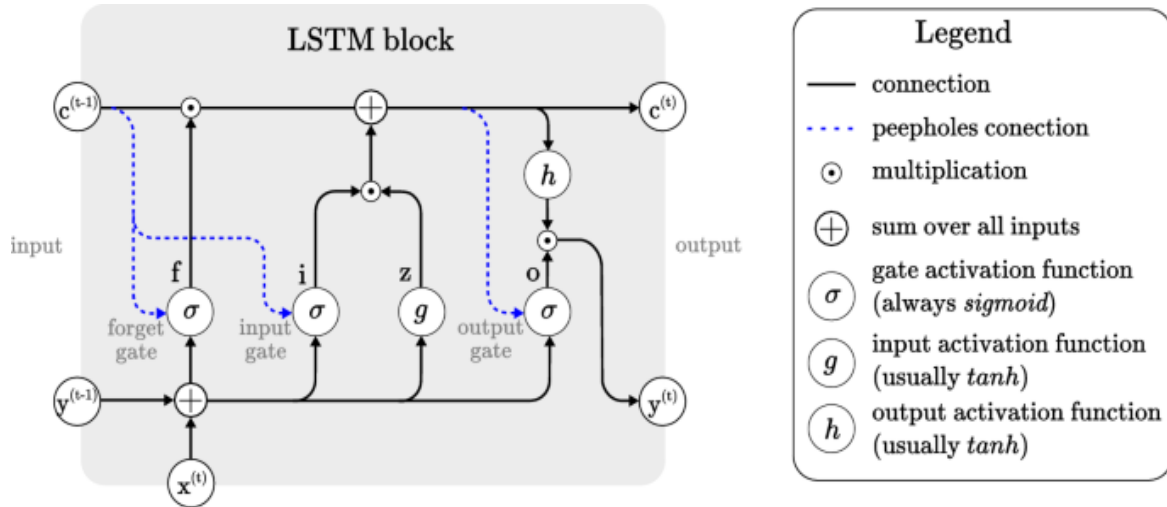 LSTM block
c(t-1)
c(t)
h
input
output
f
i
z
o
σ
σ
g
σ
forget
gate
input
gate
output
gate
y(t-1)
y(t)
x(t)
Legend
connection
peepholes conection
multiplication
sum over all inputs
σ
gate activation function
(always sigmoid)
g
input activation function
(usually tanh)
h
output activation function
(usually tanh)